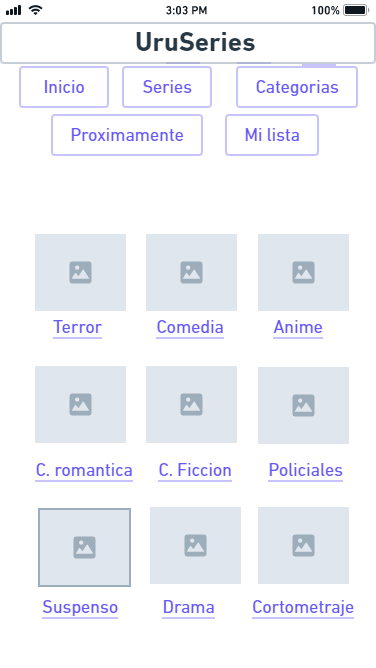 3:03 PM 100%
UruSeries
Inicio Series Categorias
Proximamente Mi lista
Terror Comedia Anime
C. romantica C. Ficcion Policiales
Suspenso Drama Cortometraje